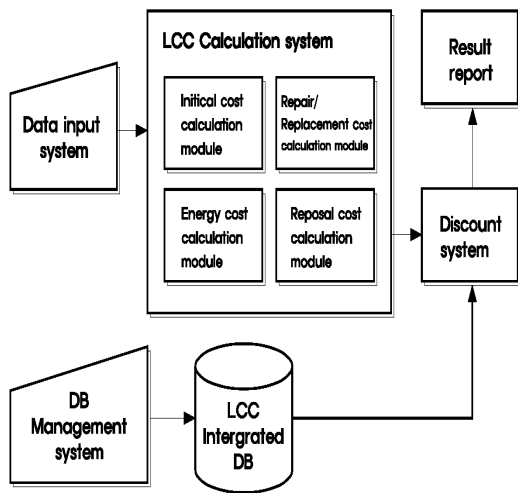 LCC Calculation system
Result
report
Data input
system
Initical cost
calculation
module
Repair/
Replacement cost
calculation module
Energy cost
calculation
module
Reposal cost
calculation
module
Discount
system
DB
Management
system
LCC
Intergrated
DB